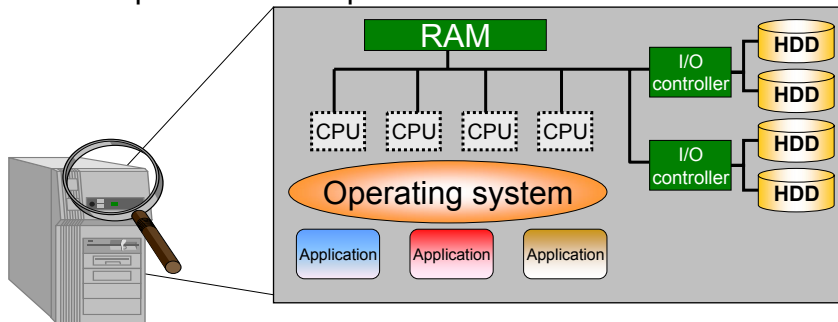 RAM
I/O
controller
HDD
HDD
CPU
CPU
CPU
CPU
I/O
controller
HDD
HDD
Operating system
Application
Application
Application